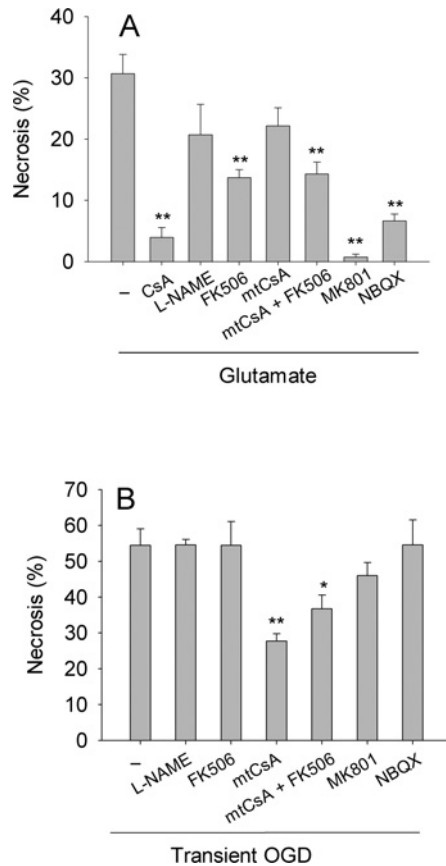 A
Necrosis (%)
40
30
20
10
0
**
**
**
**
**
–
CsA
L-NAME
FK506
mtCsA
mtCsA + FK506
MK801
NBQX
Glutamate
B
Necrosis (%)
70
60
50
40
30
20
10
0
**
*
–
L-NAME
FK506
mtCsA
mtCsA + FK506
MK801
NBQX
Transient OGD